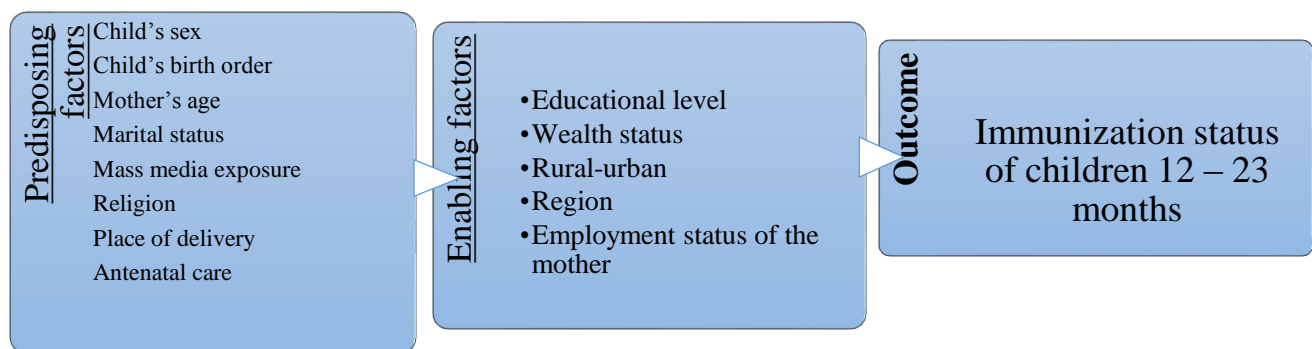 Predisposing
factors
Child’s sex
Child’s birth order
Mother’s age
Marital status
Mass media exposure
Religion
Place of delivery
Antenatal care
Enabling factors
•Educational level
•Wealth status
•Rural-urban
•Region
•Employment status of the
mother
Outcome
Immunization status
of children 12 – 23
months